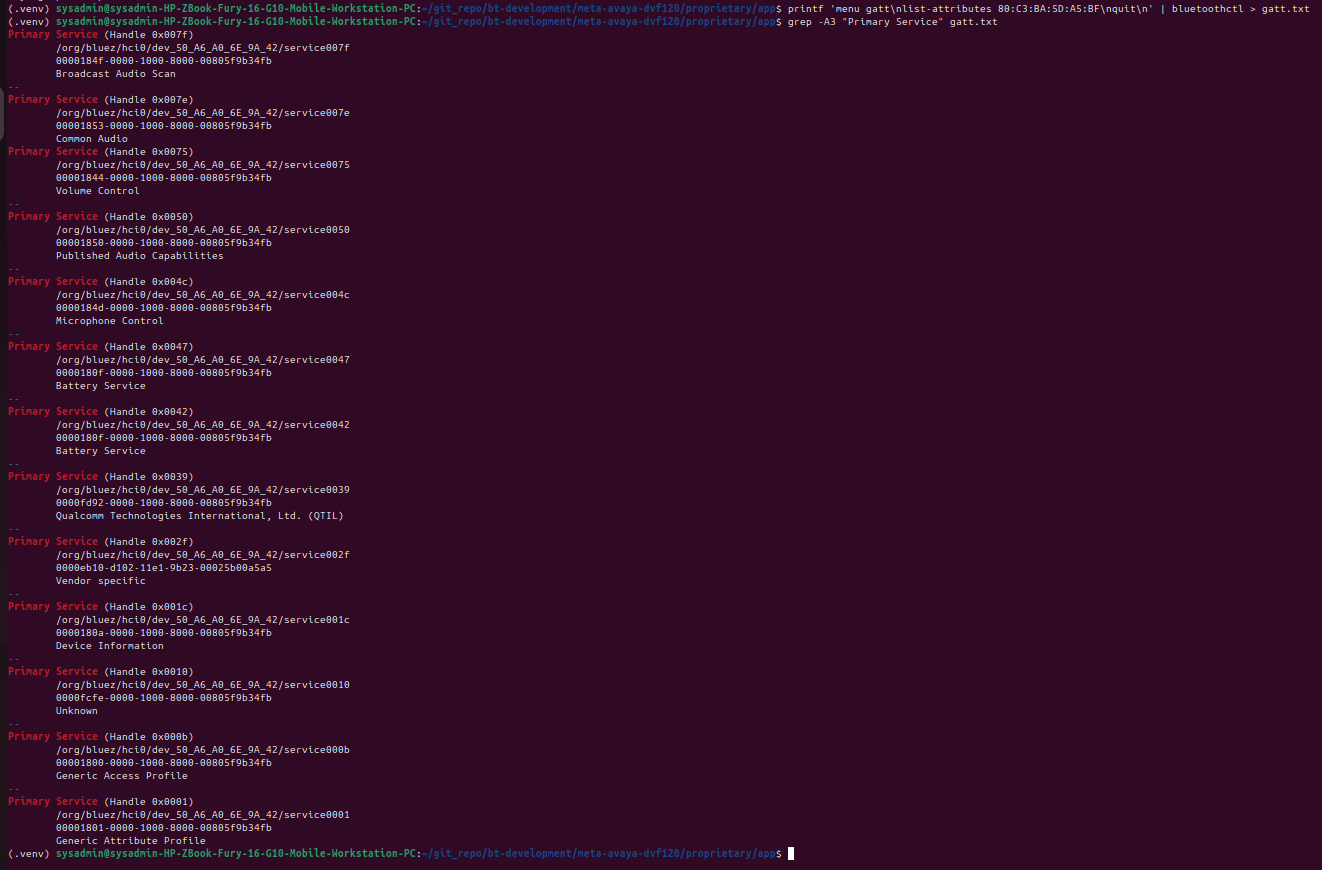 (.venv) sysadmin@sysadmin-HP-ZBook-Fury-16-G10-Mobile-Workstation-PC:~/git_repo/bt-development/meta-avaya-dvf120/proprietary/app$ printf 'menu gatt\nlist-attributes 80:C3:BA:5D:A5:BF\nquit\n' | bluetoothctl > gatt.txt
(.venv) sysadmin@sysadmin-HP-ZBook-Fury-16-G10-Mobile-Workstation-PC:~/git_repo/bt-development/meta-avaya-dvf120/proprietary/app$ grep -A3 "Primary Service" gatt.txt
Primary Service (Handle 0x007f)
/org/bluez/hci0/dev_50_A6_A0_6E_9A_42/service007f
0000184f-0000-1000-8000-00805f9b34fb
Broadcast Audio Scan
--
Primary Service (Handle 0x007e)
/org/bluez/hci0/dev_50_A6_A0_6E_9A_42/service007e
00001853-0000-1000-8000-00805f9b34fb
Common Audio
Primary Service (Handle 0x0075)
/org/bluez/hci0/dev_50_A6_A0_6E_9A_42/service0075
00001844-0000-1000-8000-00805f9b34fb
Volume Control
--
Primary Service (Handle 0x0050)
/org/bluez/hci0/dev_50_A6_A0_6E_9A_42/service0050
00001850-0000-1000-8000-00805f9b34fb
Published Audio Capabilities
--
Primary Service (Handle 0x004c)
/org/bluez/hci0/dev_50_A6_A0_6E_9A_42/service004c
0000184d-0000-1000-8000-00805f9b34fb
Microphone Control
--
Primary Service (Handle 0x0047)
/org/bluez/hci0/dev_50_A6_A0_6E_9A_42/service0047
0000180f-0000-1000-8000-00805f9b34fb
Battery Service
--
Primary Service (Handle 0x0042)
/org/bluez/hci0/dev_50_A6_A0_6E_9A_42/service0042
0000180f-0000-1000-8000-00805f9b34fb
Battery Service
--
Primary Service (Handle 0x0039)
/org/bluez/hci0/dev_50_A6_A0_6E_9A_42/service0039
0000fd92-0000-1000-8000-00805f9b34fb
Qualcomm Technologies International, Ltd. (QTIL)
--
Primary Service (Handle 0x002f)
/org/bluez/hci0/dev_50_A6_A0_6E_9A_42/service002f
0000eb10-d102-11e1-9b23-00025b00a5a5
Vendor specific
--
Primary Service (Handle 0x001c)
/org/bluez/hci0/dev_50_A6_A0_6E_9A_42/service001c
0000180a-0000-1000-8000-00805f9b34fb
Device Information
--
Primary Service (Handle 0x0010)
/org/bluez/hci0/dev_50_A6_A0_6E_9A_42/service0010
0000fcfe-0000-1000-8000-00805f9b34fb
Unknown
--
Primary Service (Handle 0x000b)
/org/bluez/hci0/dev_50_A6_A0_6E_9A_42/service000b
00001800-0000-1000-8000-00805f9b34fb
Generic Access Profile
--
Primary Service (Handle 0x0001)
/org/bluez/hci0/dev_50_A6_A0_6E_9A_42/service0001
00001801-0000-1000-8000-00805f9b34fb
Generic Attribute Profile
(.venv) sysadmin@sysadmin-HP-ZBook-Fury-16-G10-Mobile-Workstation-PC:~/git_repo/bt-development/meta-avaya-dvf120/proprietary/app$